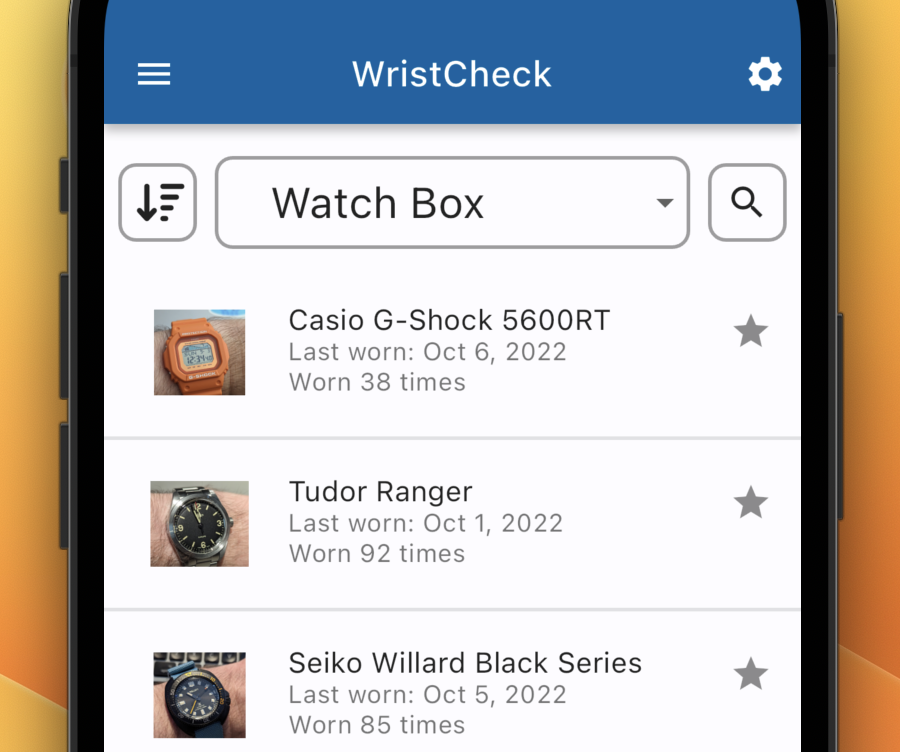 WristCheck
Watch Box
Casio G-Shock 5600RT
Last worn: Oct 6, 2022
Worn 38 times
Tudor Ranger
Last worn: Oct 1, 2022
Worn 92 times
Seiko Willard Black Series
Last worn: Oct 5, 2022
Worn 85 times